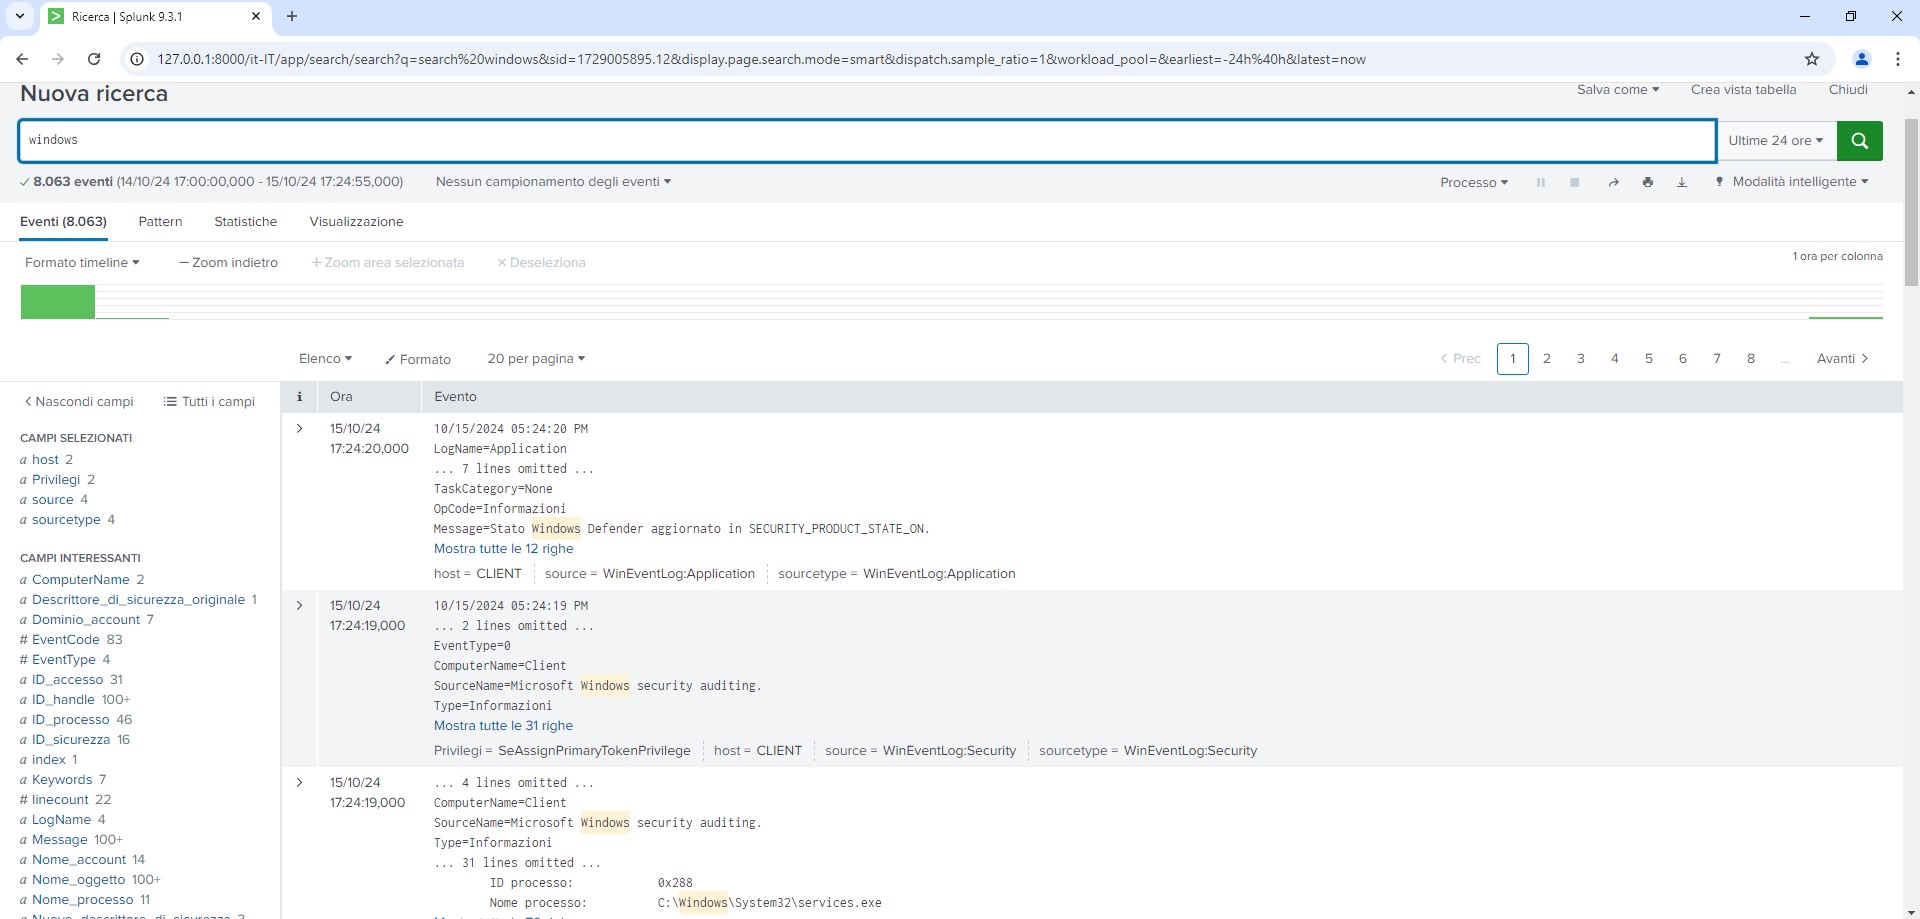 Ricerca | Splunk 9.3.1
127.0.0.1:8000/it-IT/app/search/search?q=search%20windows&sid=1729005895.12&display.page.search.mode=smart&dispatch.sample_ratio=1&workload_pool=&earliest=-24h%40h&latest=now
Nuova ricerca
Salva come Crea vista tabella Chiudi
windows
Ultime 24 ore
8.063 eventi (14/10/24 17:00:00,000 - 15/10/24 17:24:55,000) Nessun campionamento degli eventi
Processo Modalità intelligente
Eventi (8.063) Pattern Statistiche Visualizzazione
Formato timeline — Zoom indietro + Zoom area selezionata × Deseleziona
1 ora per colonna
Elenco Formato 20 per pagina
< Prec 1 2 3 4 5 6 7 8 ... Avanti >
< Nascondi campi Tutti i campi
CAMPI SELEZIONATI
a host 2
a Privilegi 2
a source 4
a sourcetype 4
CAMPI INTERESSANTI
a ComputerName 2
a Descrittore_di_sicurezza_originale 1
a Dominio_account 7
# EventCode 83
# EventType 4
a ID_accesso 31
a ID_handle 100+
a ID_processo 46
a ID_sicurezza 16
a index 1
a Keywords 7
# linecount 22
a LogName 4
a Message 100+
a Nome_account 14
a Nome_oggetto 100+
a Nome_processo 11
i Ora Evento
15/10/24
17:24:20,000
10/15/2024 05:24:20 PM
LogName=Application
... 7 lines omitted ...
TaskCategory=None
OpCode=Informazioni
Message=Stato Windows Defender aggiornato in SECURITY_PRODUCT_STATE_ON.
Mostra tutte le 12 righe
host = CLIENT source = WinEventLog:Application sourcetype = WinEventLog:Application
15/10/24
17:24:19,000
10/15/2024 05:24:19 PM
... 2 lines omitted ...
EventType=0
ComputerName=Client
SourceName=Microsoft Windows security auditing.
Type=Informazioni
Mostra tutte le 31 righe
Privilegi = SeAssignPrimaryTokenPrivilege host = CLIENT source = WinEventLog:Security sourcetype = WinEventLog:Security
15/10/24
17:24:19,000
... 4 lines omitted ...
ComputerName=Client
SourceName=Microsoft Windows security auditing.
Type=Informazioni
... 31 lines omitted ...
ID processo: 0x288
Nome processo: C:\Windows\System32\services.exe